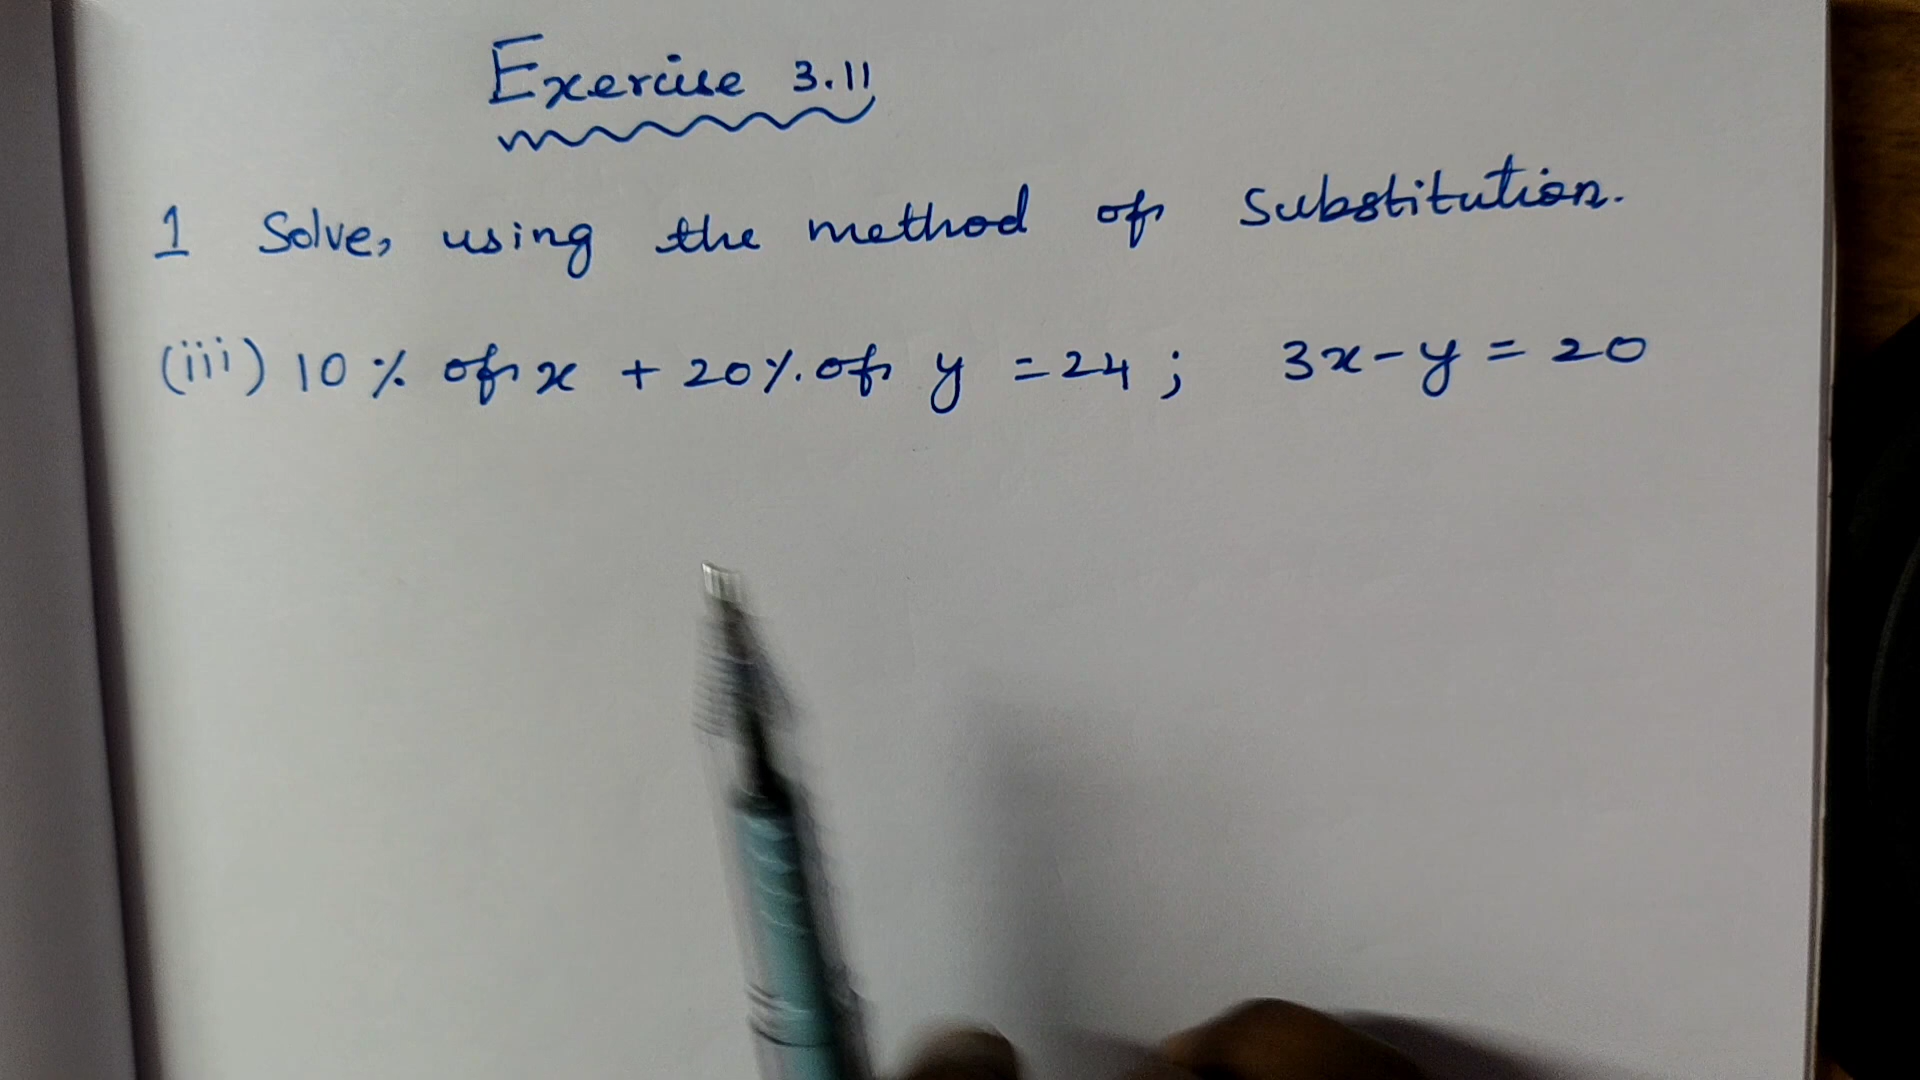 Exercise 3.11
1 Solve, using the method of substitution.
(iii) 10% of x + 20% of y = 24; 3x - y = 20